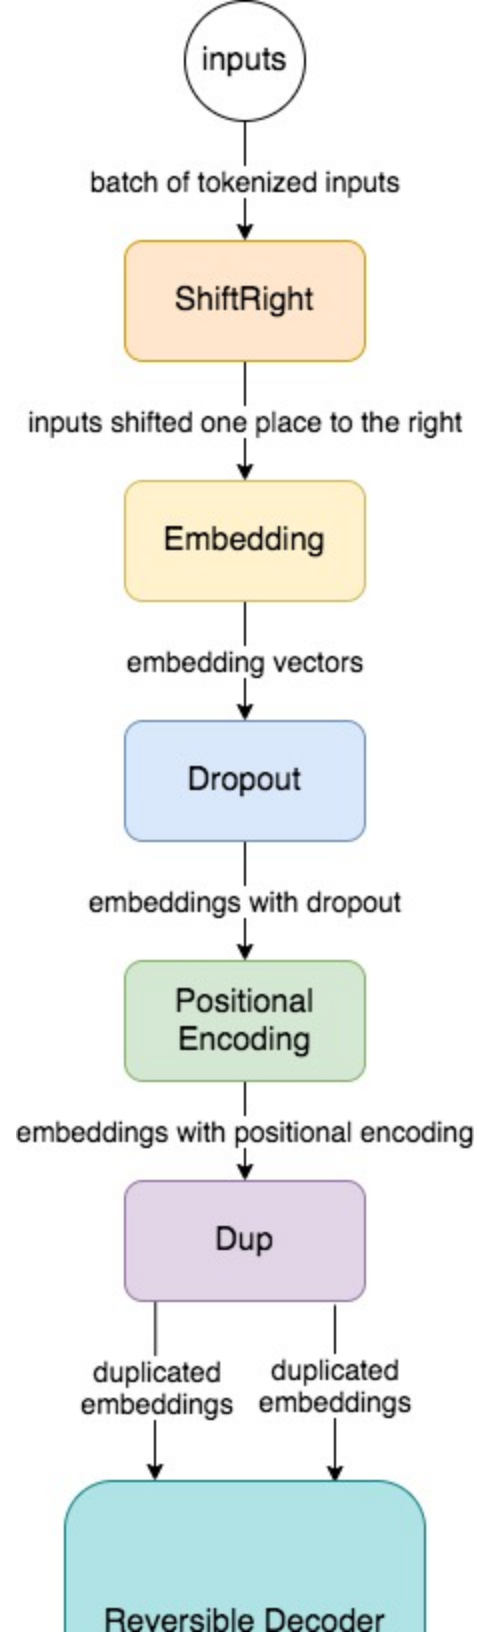 inputs
batch of tokenized inputs
ShiftRight
inputs shifted one place to the right
Embedding
embedding vectors
Dropout
embeddings with dropout
Positional
Encoding
embeddings with positional encoding
Dup
duplicated
embeddings
duplicated
embeddings
Reversible Decoder